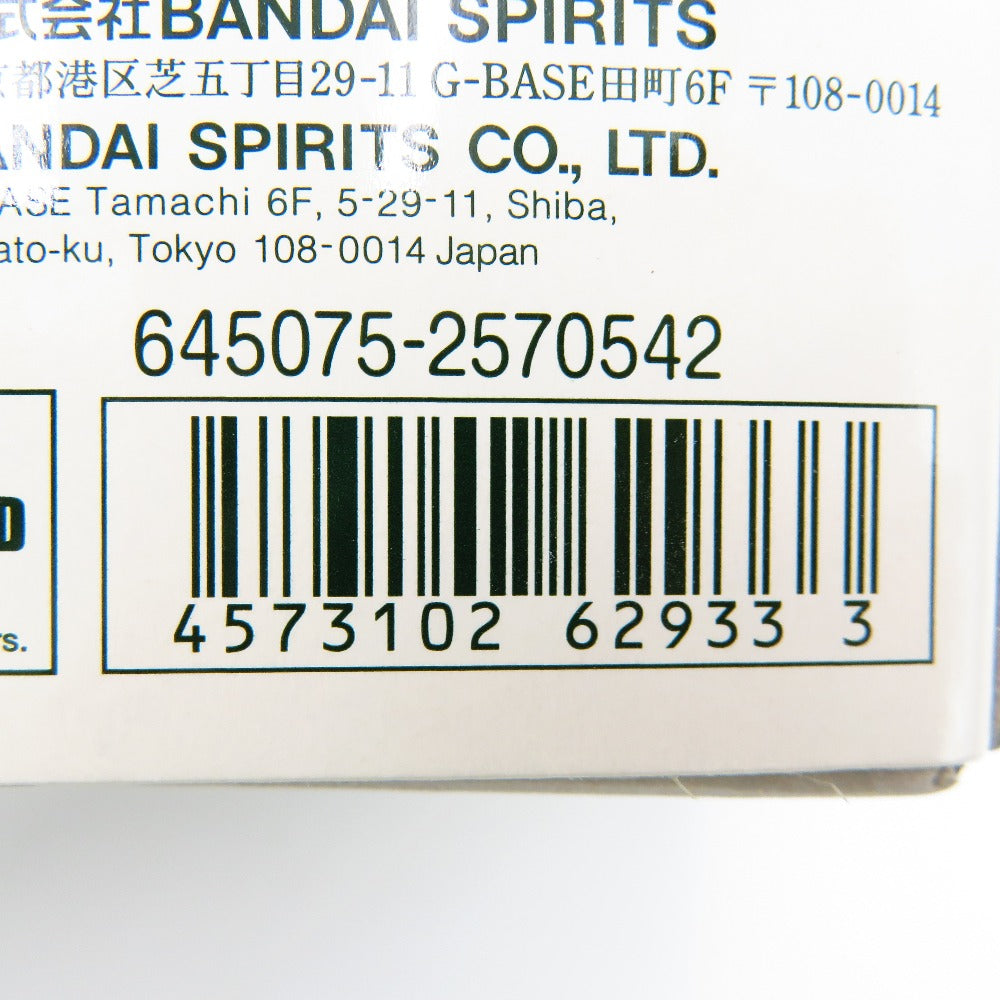 式会社BANDAI SPIRITS
京都港区芝五丁目29-11 G-BASE田町6F 〒108-0014
ANDAI SPIRITS CO., LTD.
ASE Tamachi 6F, 5-29-11, Shiba,
ato-ku, Tokyo 108-0014 Japan
645075-2570542
D
rs.
4573102 62933 3